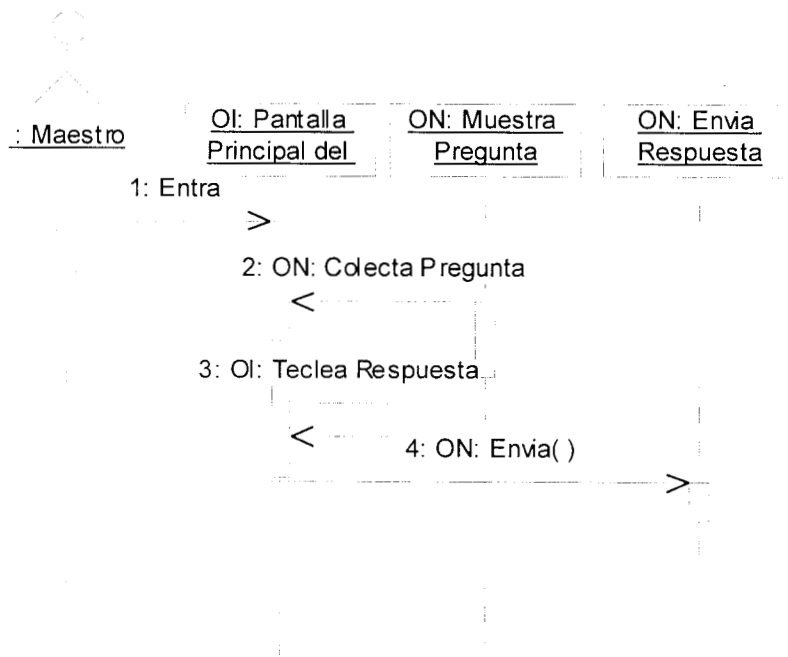 : Maestro
OI: Pantalla
Principal del
ON: Muestra
Pregunta
ON: Envia
Respuesta
1: Entra
2: ON: Colecta Pregunta
3: OI: Teclea Respuesta
4: ON: Envia( )